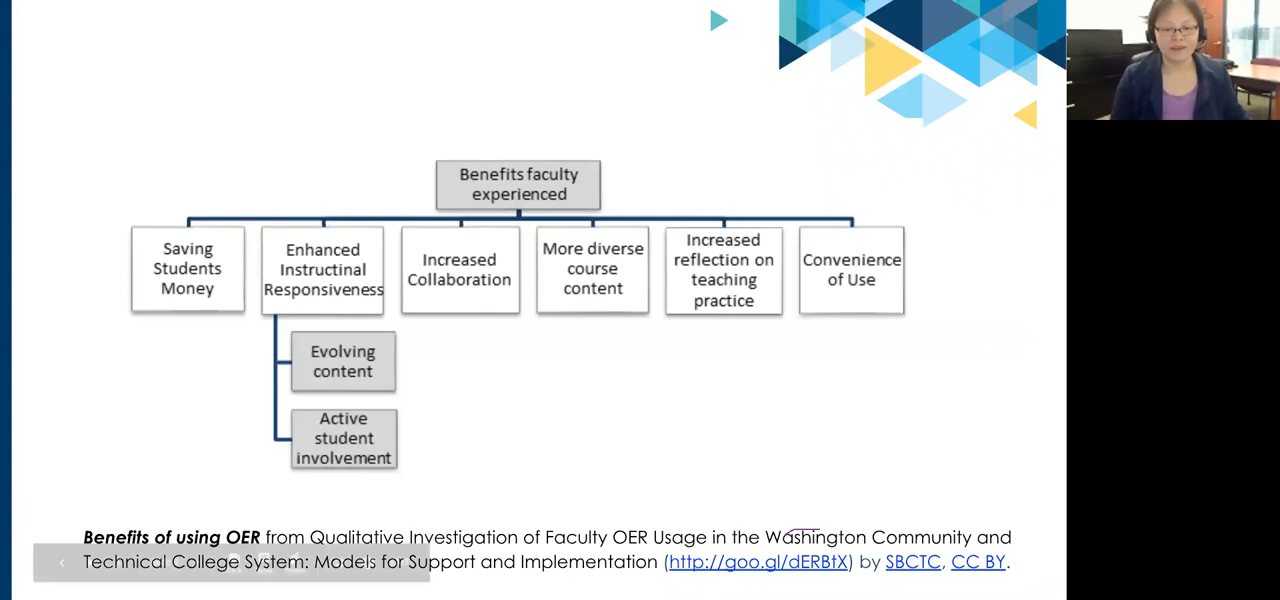 Benefits faculty
experienced
Saving
Students
Money
Enhanced
Instructinal
Responsiveness
Increased
Collaboration
More diverse
course
content
Increased
reflection on
teaching
practice
Convenience
of Use
Evolving
content
Active
student
involvement
Benefits of using OER from Qualitative Investigation of Faculty OER Usage in the Washington Community and
Technical College System: Models for Support and Implementation (http://goo.gl/dERBtX) by SBCTC, CC BY.